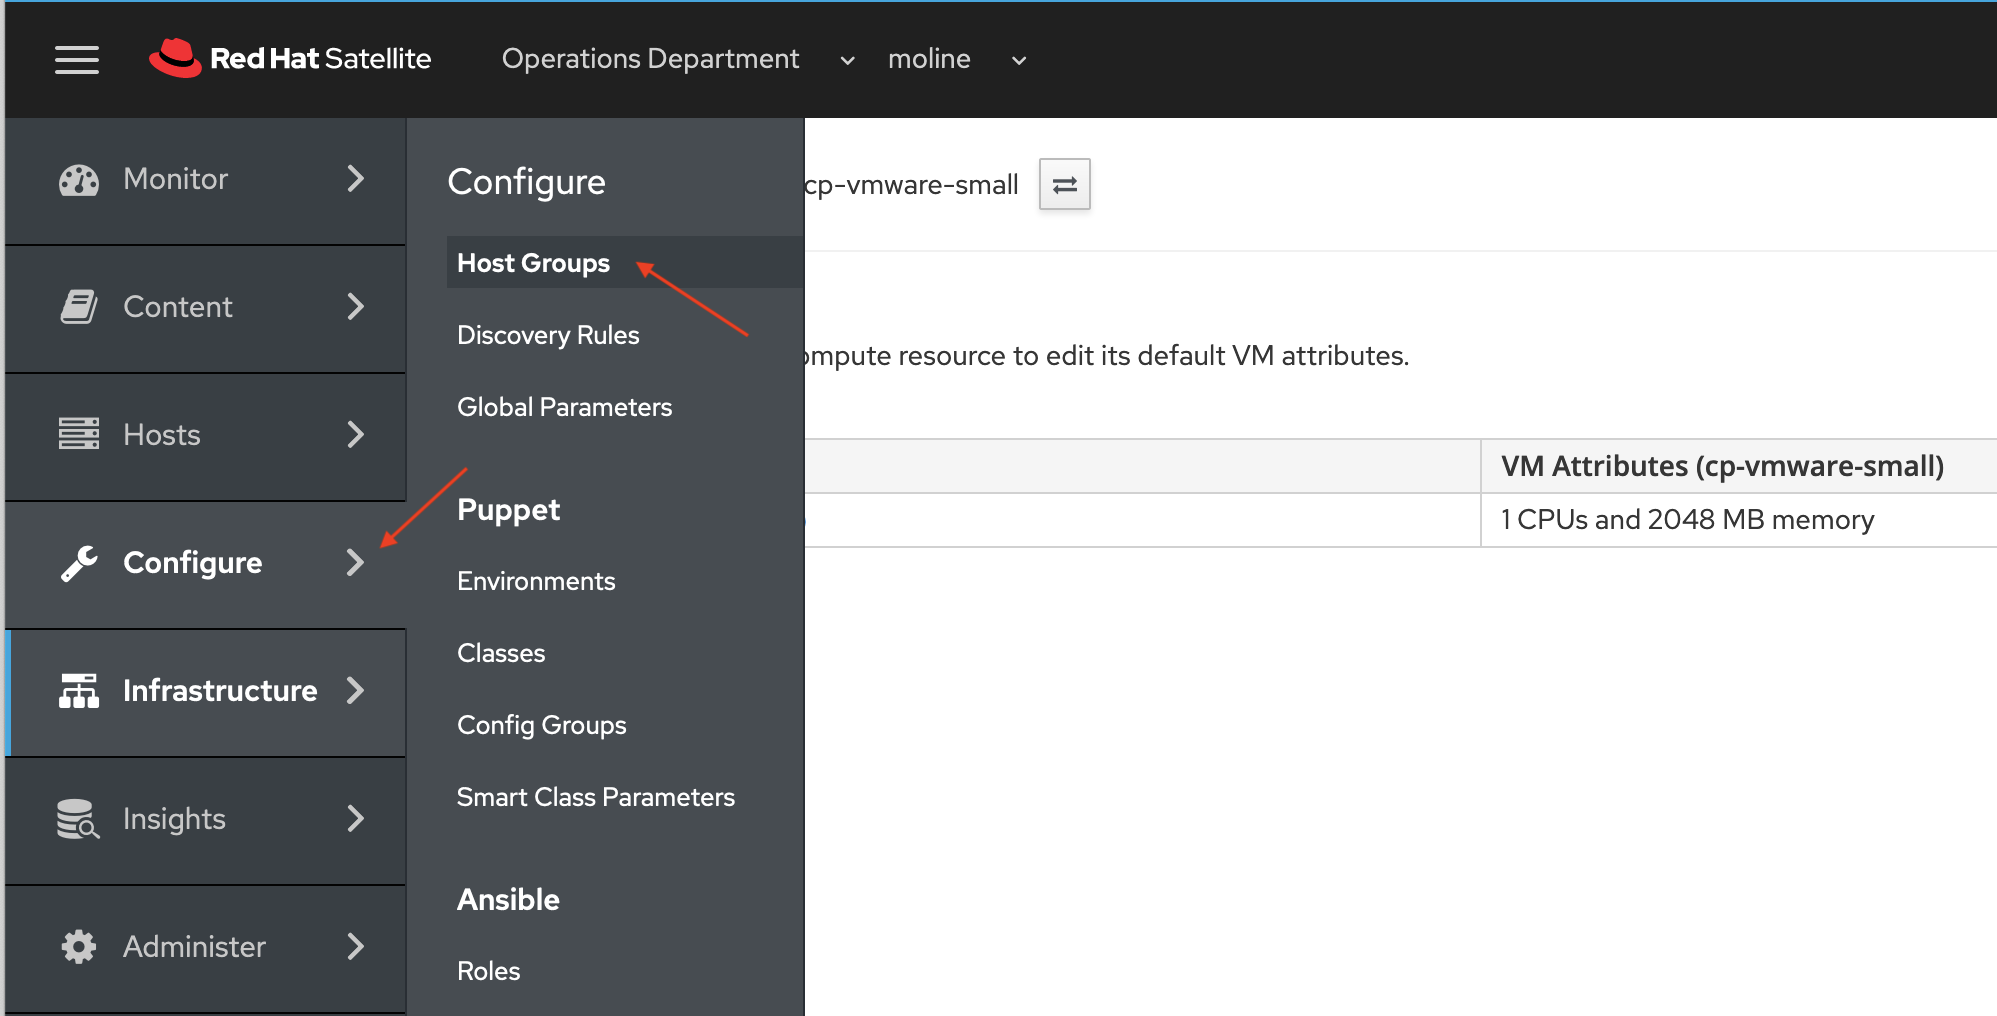 Red Hat Satellite
Operations Department
moline
Monitor
Content
Hosts
Configure
Infrastructure
Insights
Administer
Configure
Host Groups
Discovery Rules
Global Parameters
Puppet
Environments
Classes
Config Groups
Smart Class Parameters
Ansible
Roles
cp-vmware-small
resource to edit its default VM attributes.
VM Attributes (cp-vmware-small)
1 CPUs and 2048 MB memory